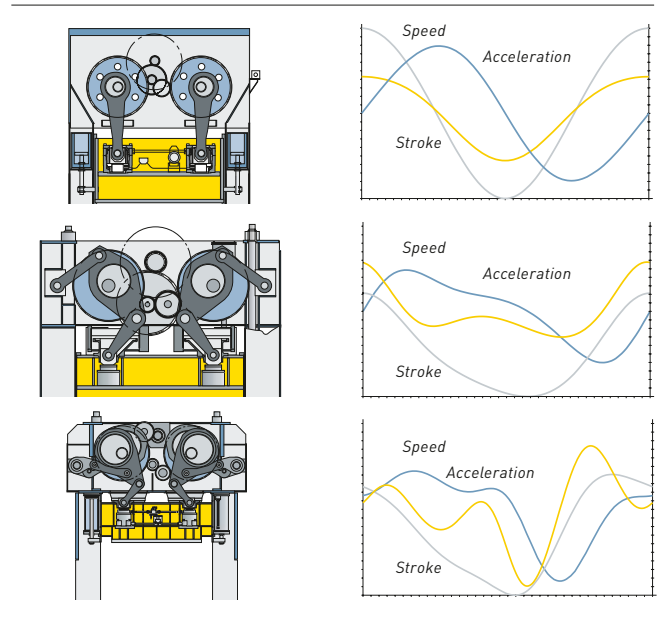 Speed
Acceleration
Stroke
Speed
Acceleration
Stroke
Speed
Acceleration
Stroke